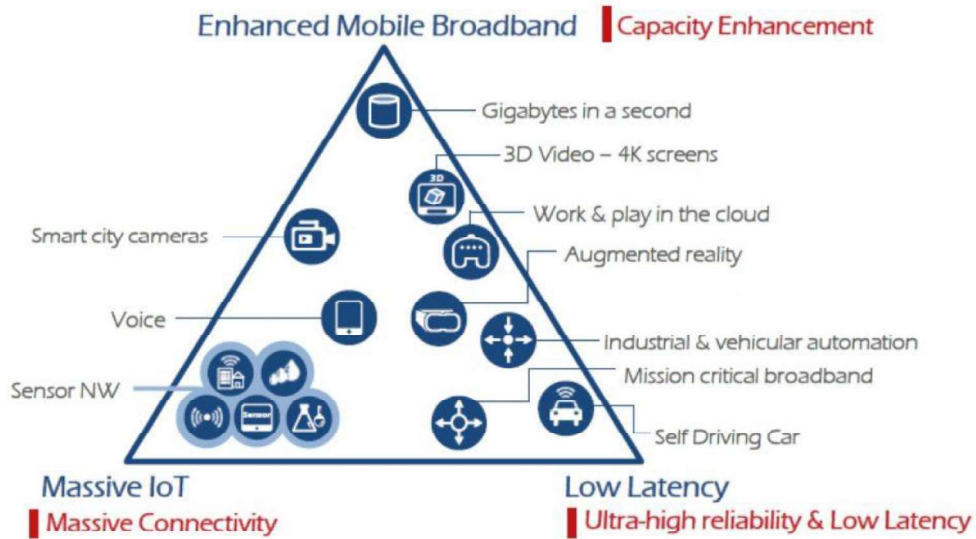 Enhanced Mobile Broadband
Capacity Enhancement
Gigabytes in a second
3D Video – 4K screens
3D
Work & play in the cloud
Smart city cameras
Augmented reality
Voice
Industrial & vehicular automation
Mission critical broadband
Sensor NW
Sensor
Self Driving Car
Massive IoT
Low Latency
Massive Connectivity
Ultra-high reliability & Low Latency